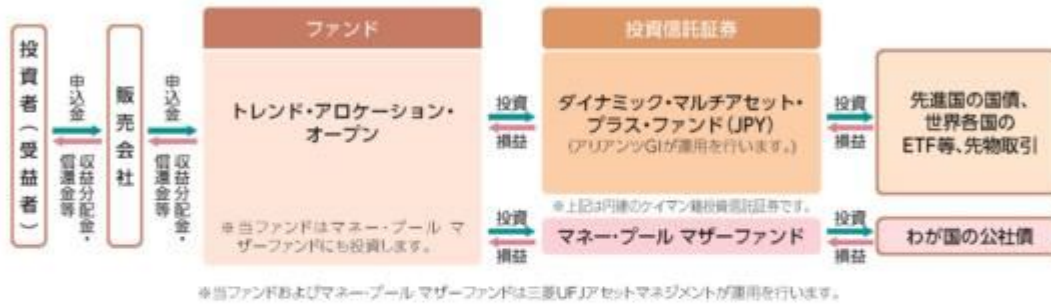 投資者(受益者)
申込金
収益分配金・
償還金等
販売会社
申込金
収益分配金・
償還金等
ファンド
トレンド・アロケーション・
オープン
※当ファンドはマネー・プール マ
ザーファンドにも投資します。
投資
損益
投資
損益
投資信託証券
ダイナミック・マルチアセット・
プラス・ファンド(JPY)
(アリアンツGIが運用を行います。)
※上記は円建のケイマン籍投資信託証券です。
マネー・プール マザーファンド
投資
損益
投資
損益
先進国の国債、
世界各国の
ETF等、先物取引
わが国の公社債
※当ファンドおよびマネープール マザーファンドは三菱UFJアセットマネジメントが運用を行います。